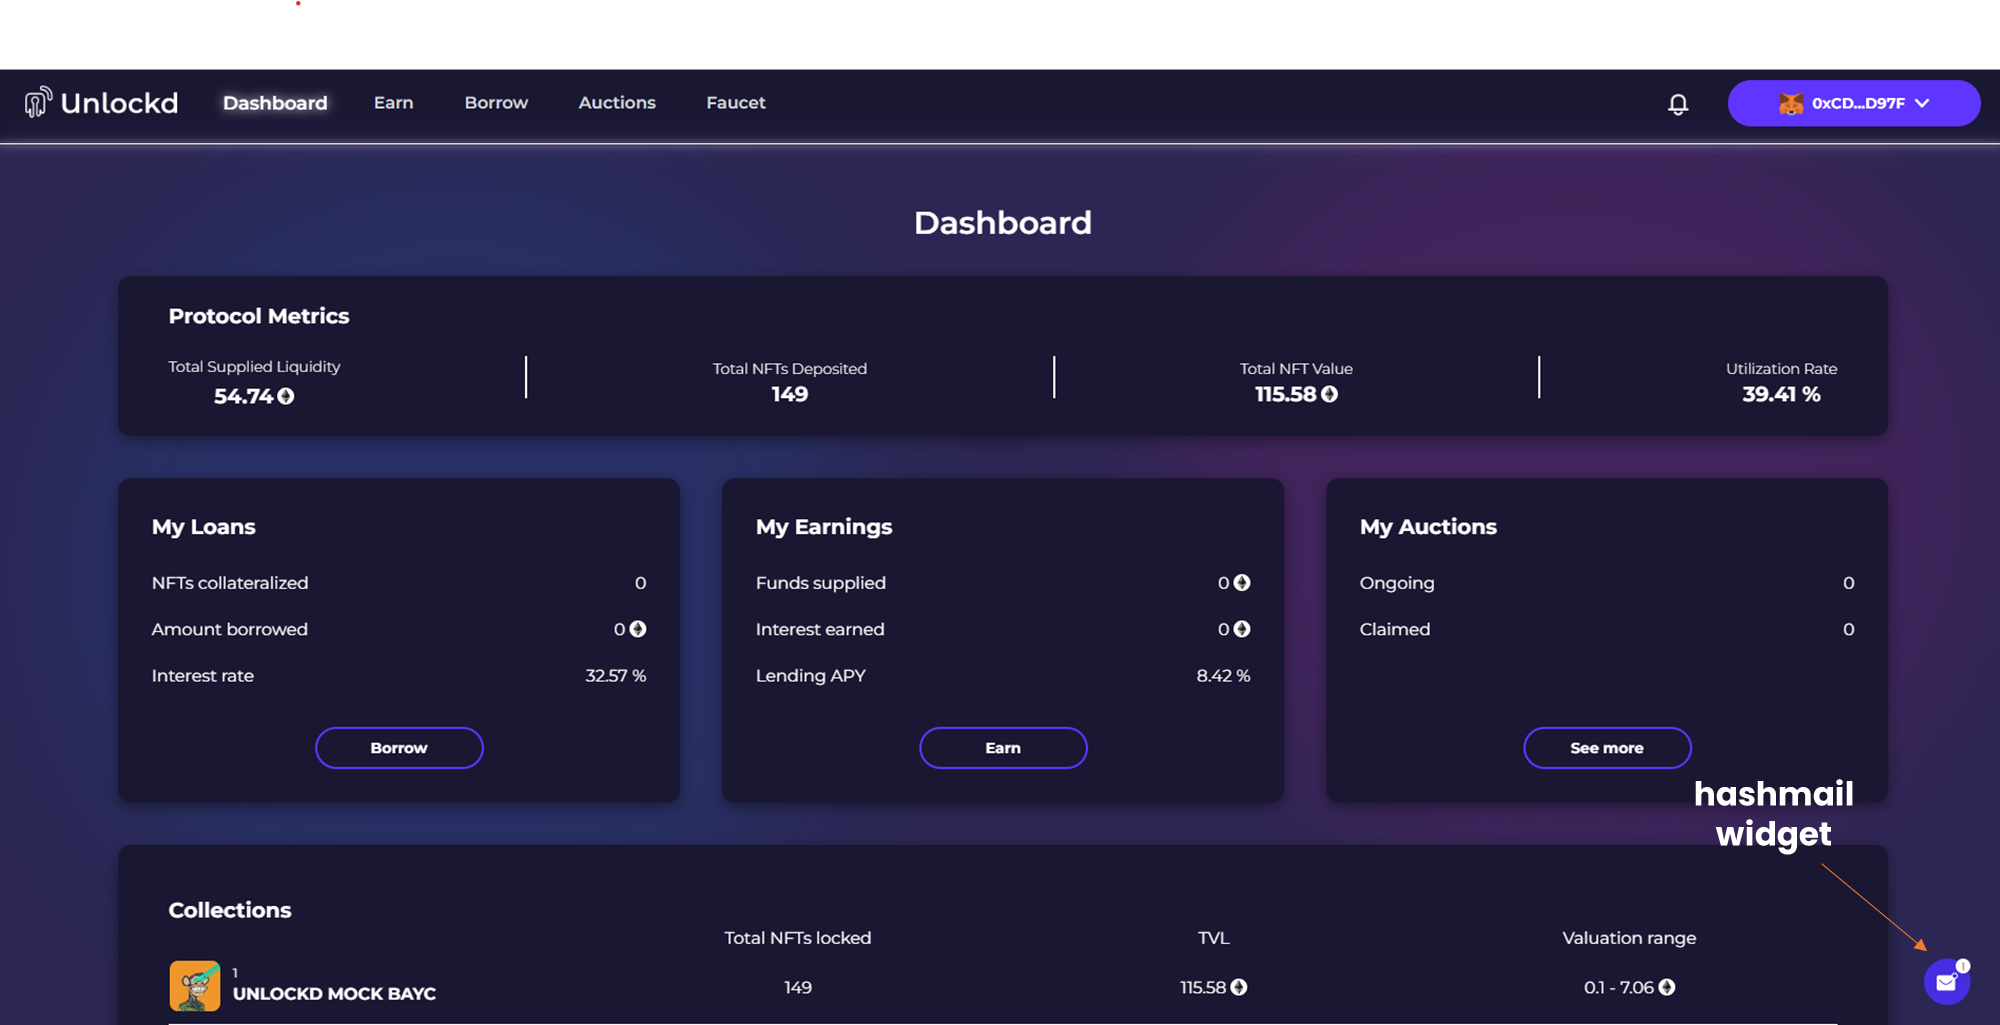 Unlockd Dashboard Earn Borrow Auctions Faucet 0xCD...D97F
Dashboard
Protocol Metrics
Total Supplied Liquidity Total NFTs Deposited Total NFT Value Utilization Rate
54.74 149 115.58 39.41 %
My Loans
NFTs collateralized 0
Amount borrowed 0
Interest rate 32.57 %
Borrow
My Earnings
Funds supplied 0
Interest earned 0
Lending APY 8.42 %
Earn
My Auctions
Ongoing 0
Claimed 0
See more
hashmail
widget
Collections
Total NFTs locked TVL Valuation range
1
UNLOCKD MOCK BAYC 149 115.58 0.1 - 7.06
1